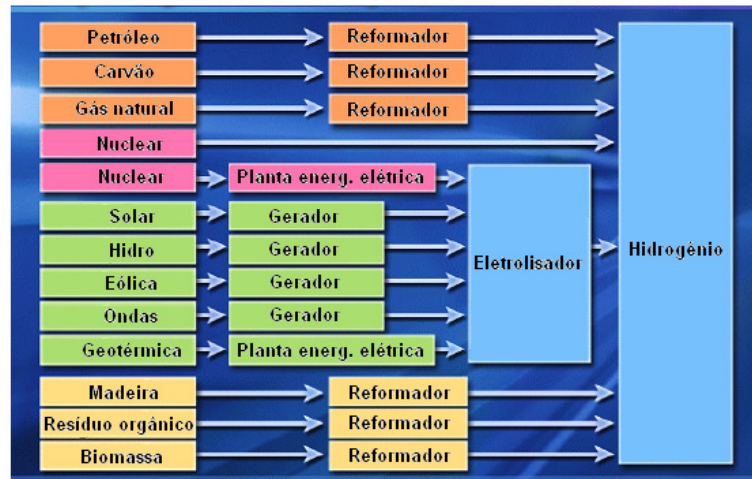 Petróleo Reformador
Carvão Reformador
Gás natural Reformador
Nuclear
Nuclear Planta energ. elétrica
Solar Gerador
Hidro Gerador
Eólica Gerador
Ondas Gerador
Geotérmica Planta energ. elétrica
Eletrolisador
Hidrogênio
Madeira Reformador
Resíduo orgânico Reformador
Biomassa Reformador